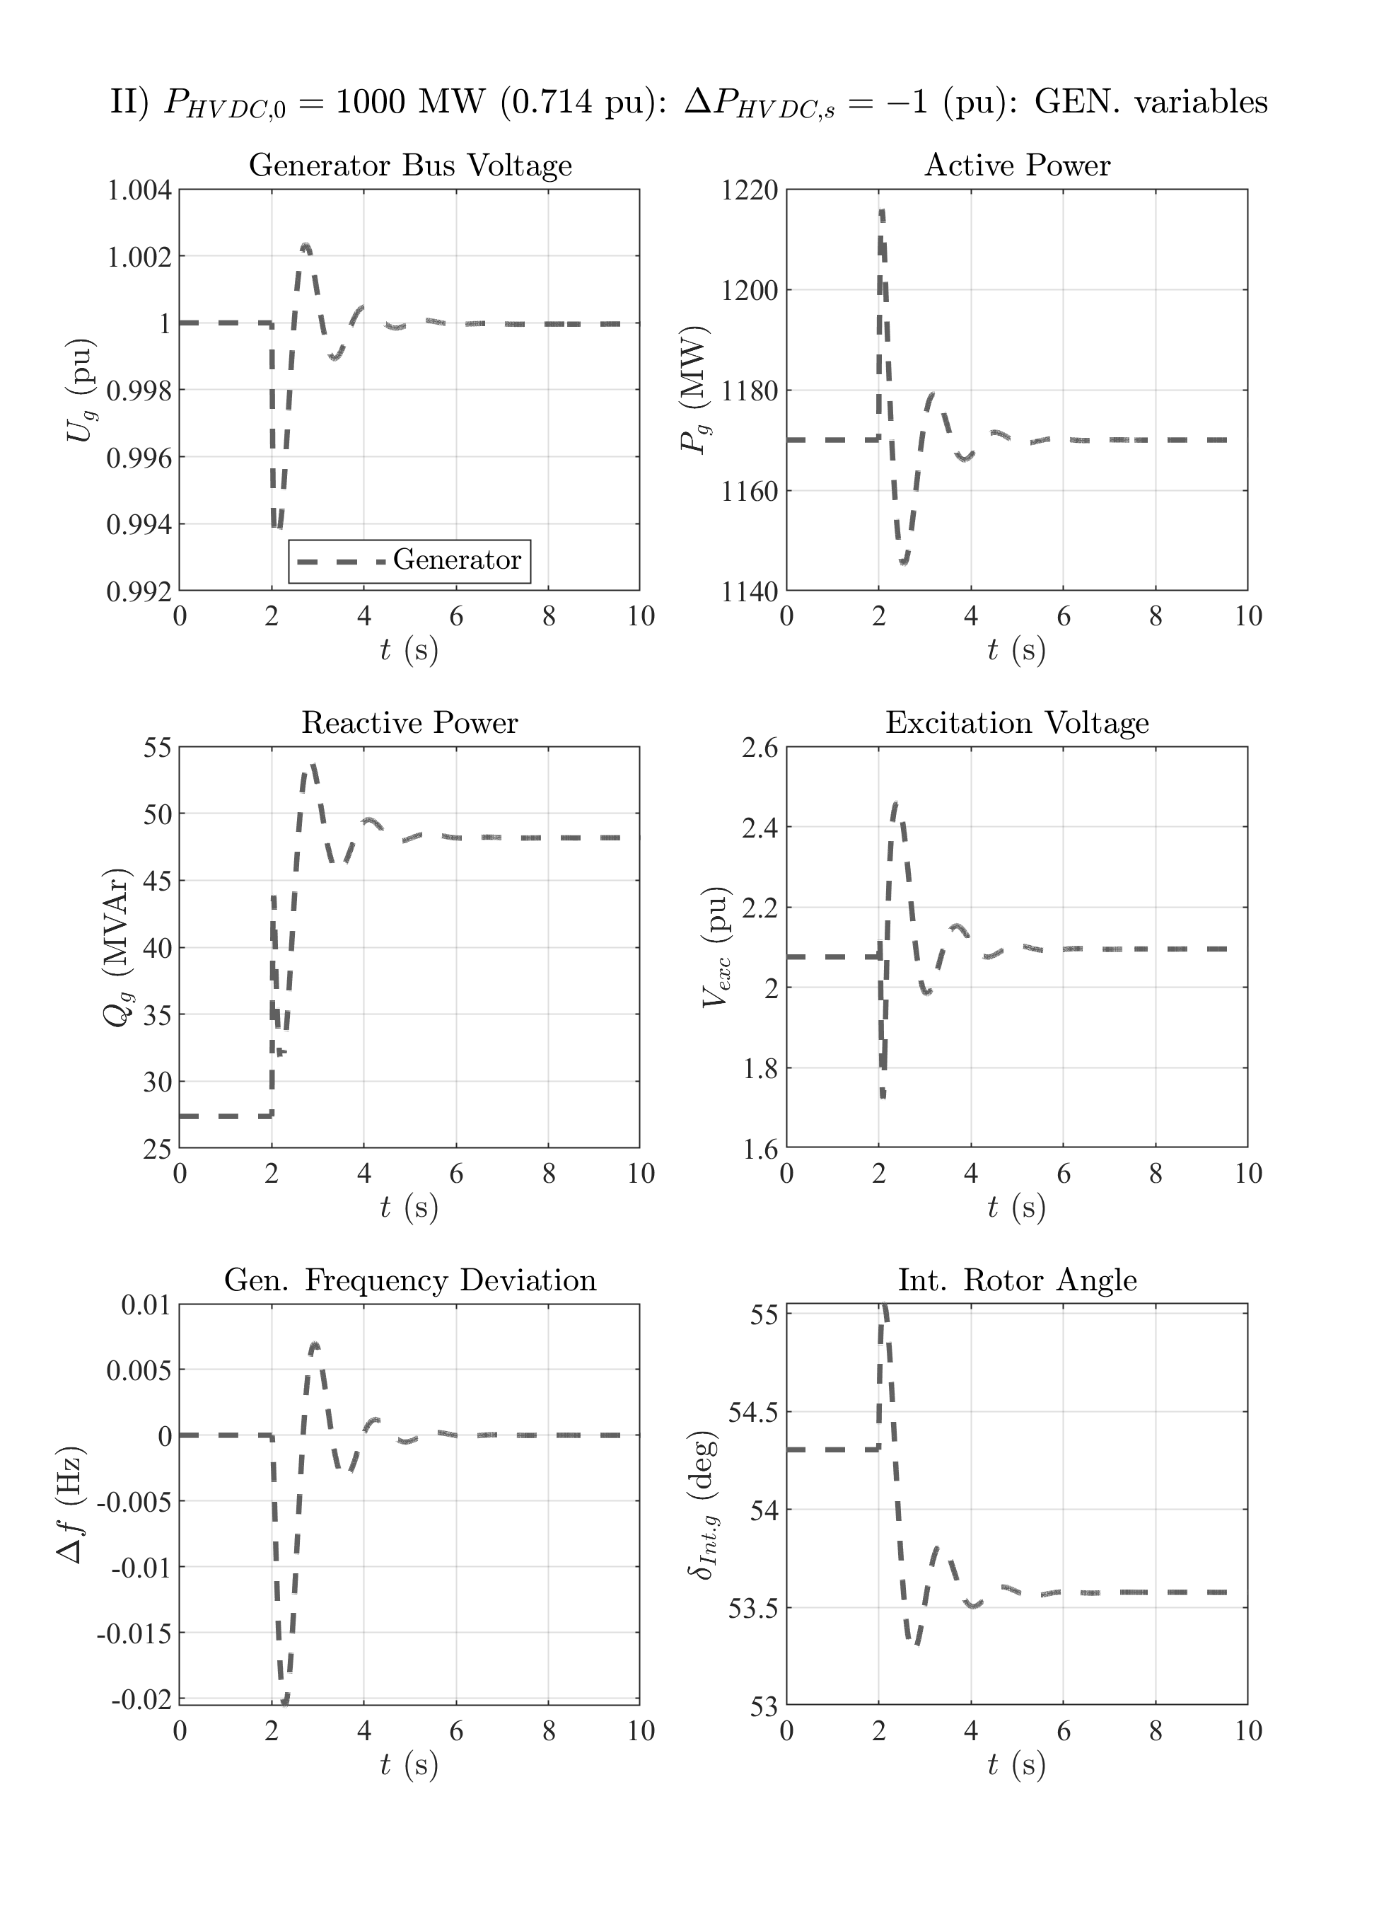 II) P_{HVDC,0} = 1000 MW (0.714 pu): ΔP_{HVDC,s} = −1 (pu): GEN. variables
Generator Bus Voltage
1.004
1.002
1
0.998
0.996
0.994
0.992
U_g (pu)
Generator
0 2 4 6 8 10
t (s)
Active Power
1220
1200
1180
1160
1140
P_g (MW)
0 2 4 6 8 10
t (s)
Reactive Power
55
50
45
40
35
30
25
Q_g (MVAr)
0 2 4 6 8 10
t (s)
Excitation Voltage
2.6
2.4
2.2
2
1.8
1.6
V_{exc} (pu)
0 2 4 6 8 10
t (s)
Gen. Frequency Deviation
0.01
0.005
0
-0.005
-0.01
-0.015
-0.02
Δf (Hz)
0 2 4 6 8 10
t (s)
Int. Rotor Angle
55
54.5
54
53.5
53
δ_{Int.g} (deg)
0 2 4 6 8 10
t (s)